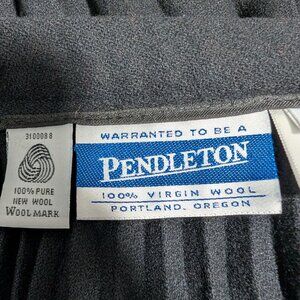 3100088
100% PURE
NEW WOOL
WOOLMARK
WARRANTED TO BE A
PENDLETON
100% VIRGIN WOOL
PORTLAND, OREGON